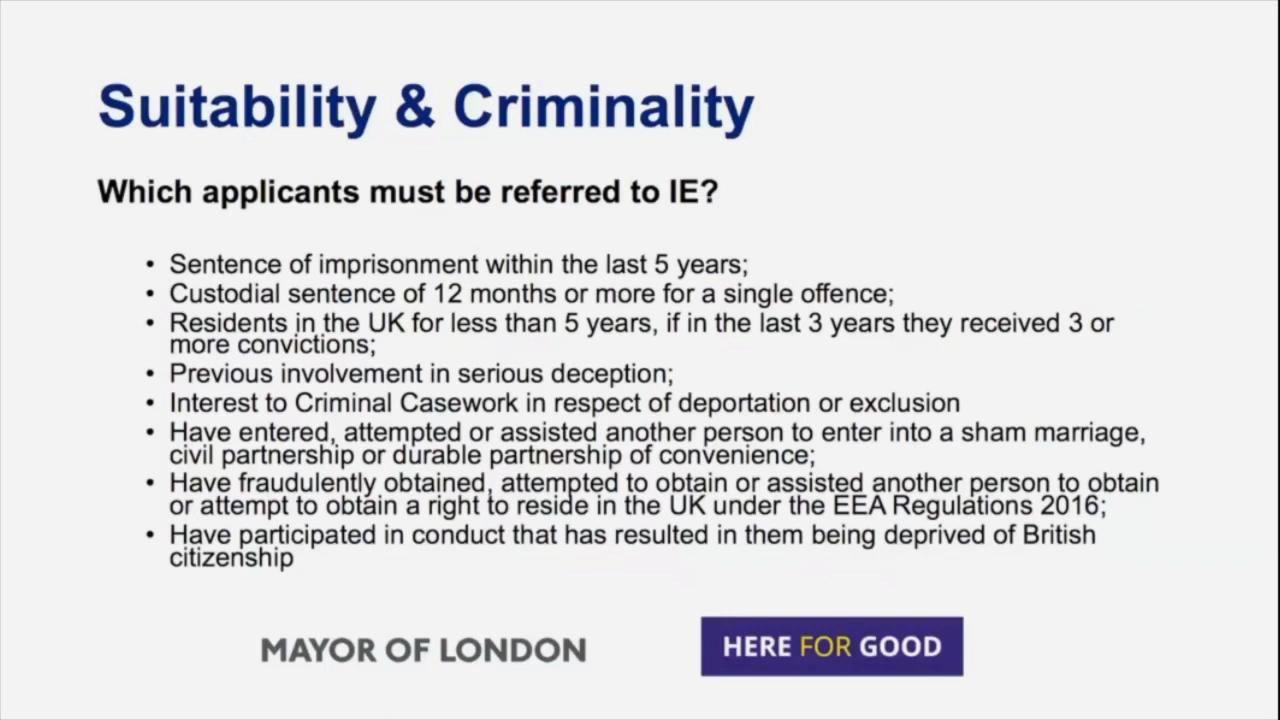 Suitability & Criminality
Which applicants must be referred to IE?
• Sentence of imprisonment within the last 5 years;
• Custodial sentence of 12 months or more for a single offence;
• Residents in the UK for less than 5 years, if in the last 3 years they received 3 or
more convictions;
• Previous involvement in serious deception;
• Interest to Criminal Casework in respect of deportation or exclusion
• Have entered, attempted or assisted another person to enter into a sham marriage,
civil partnership or durable partnership of convenience;
• Have fraudulently obtained, attempted to obtain or assisted another person to obtain
or attempt to obtain a right to reside in the UK under the EEA Regulations 2016;
• Have participated in conduct that has resulted in them being deprived of British
citizenship
MAYOR OF LONDON
HERE FOR GOOD